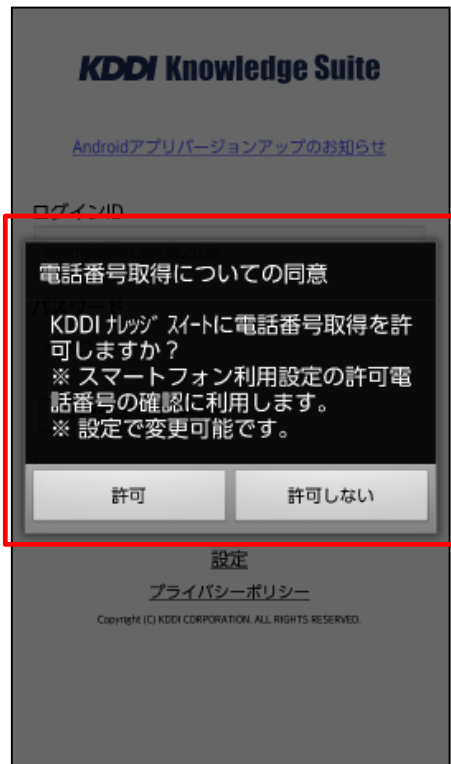 KDDI Knowledge Suite
Androidアプリバージョンアップのお知らせ
ログインID
電話番号取得についての同意
パスワード
KDDI ﾅﾚｯｼﾞ ｽｲｰﾄに電話番号取得を許
可しますか？
※ スマートフォン利用設定の許可電
話番号の確認に利用します。
※ 設定で変更可能です。
許可 許可しない
設定
プライバシーポリシー
Copyright (C) KDDI CORPORATION. ALL RIGHTS RESERVED.